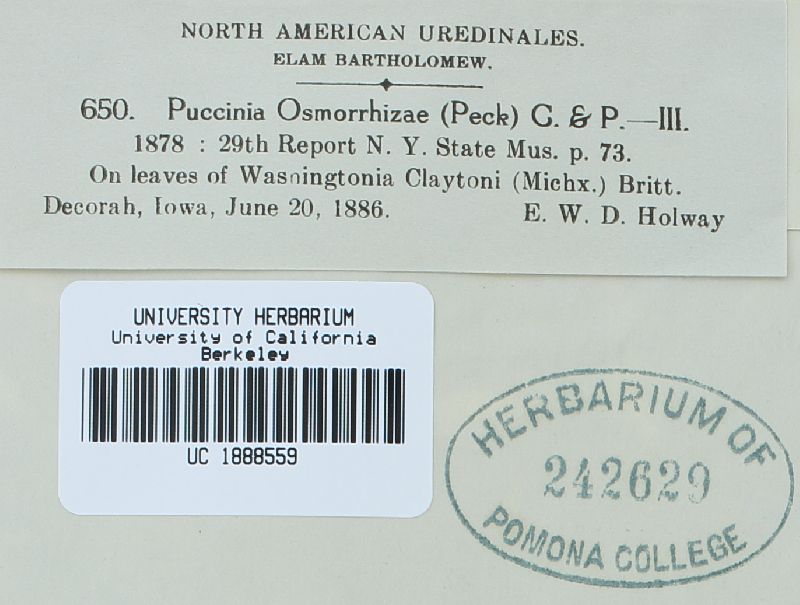 NORTH AMERICAN UREDINALES.
ELAM BARTHOLOMEW.
650. Puccinia Osmorrhizae (Peck) C. & P.—III.
1878 : 29th Report N. Y. State Mus. p. 73.
On leaves of Washingtonia Claytoni (Michx.) Britt.
Decorah, Iowa, June 20, 1886. E. W. D. Holway
UNIVERSITY HERBARIUM
University of California
Berkeley
UC 1888559
HERBARIUM OF
242629
POMONA COLLEGE